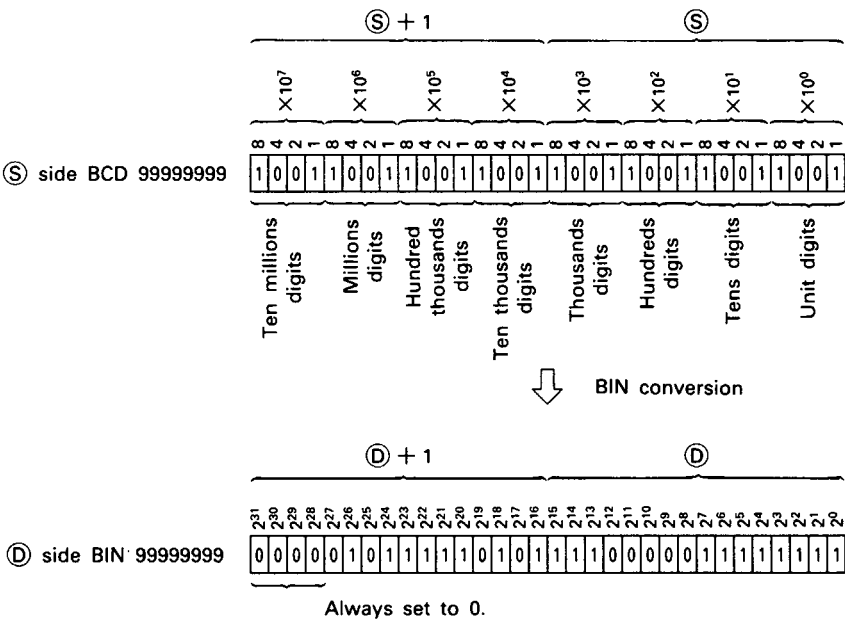 Ⓢ + 1 Ⓢ
×10⁷ ×10⁶ ×10⁵ ×10⁴ ×10³ ×10² ×10¹ ×10⁰
8 4 2 1 8 4 2 1 8 4 2 1 8 4 2 1 8 4 2 1 8 4 2 1 8 4 2 1 8 4 2 1
Ⓢ side BCD 99999999 1 0 0 1 1 0 0 1 1 0 0 1 1 0 0 1 1 0 0 1 1 0 0 1 1 0 0 1 1 0 0 1
Ten millions
digits
Millions
digits
Hundred
thousands
digits
Ten thousands
digits
Thousands
digits
Hundreds
digits
Tens digits
Unit digits
BIN conversion
Ⓓ + 1 Ⓓ
2³¹ 2³⁰ 2²⁹ 2²⁸ 2²⁷ 2²⁶ 2²⁵ 2²⁴ 2²³ 2²² 2²¹ 2²⁰ 2¹⁹ 2¹⁸ 2¹⁷ 2¹⁶ 2¹⁵ 2¹⁴ 2¹³ 2¹² 2¹¹ 2¹⁰ 2⁹ 2⁸ 2⁷ 2⁶ 2⁵ 2⁴ 2³ 2² 2¹ 2⁰
Ⓓ side BIN 99999999 0 0 0 0 0 1 0 1 1 1 1 1 0 1 0 1 1 1 1 0 0 0 0 0 1 1 1 1 1 1 1 1
Always set to 0.